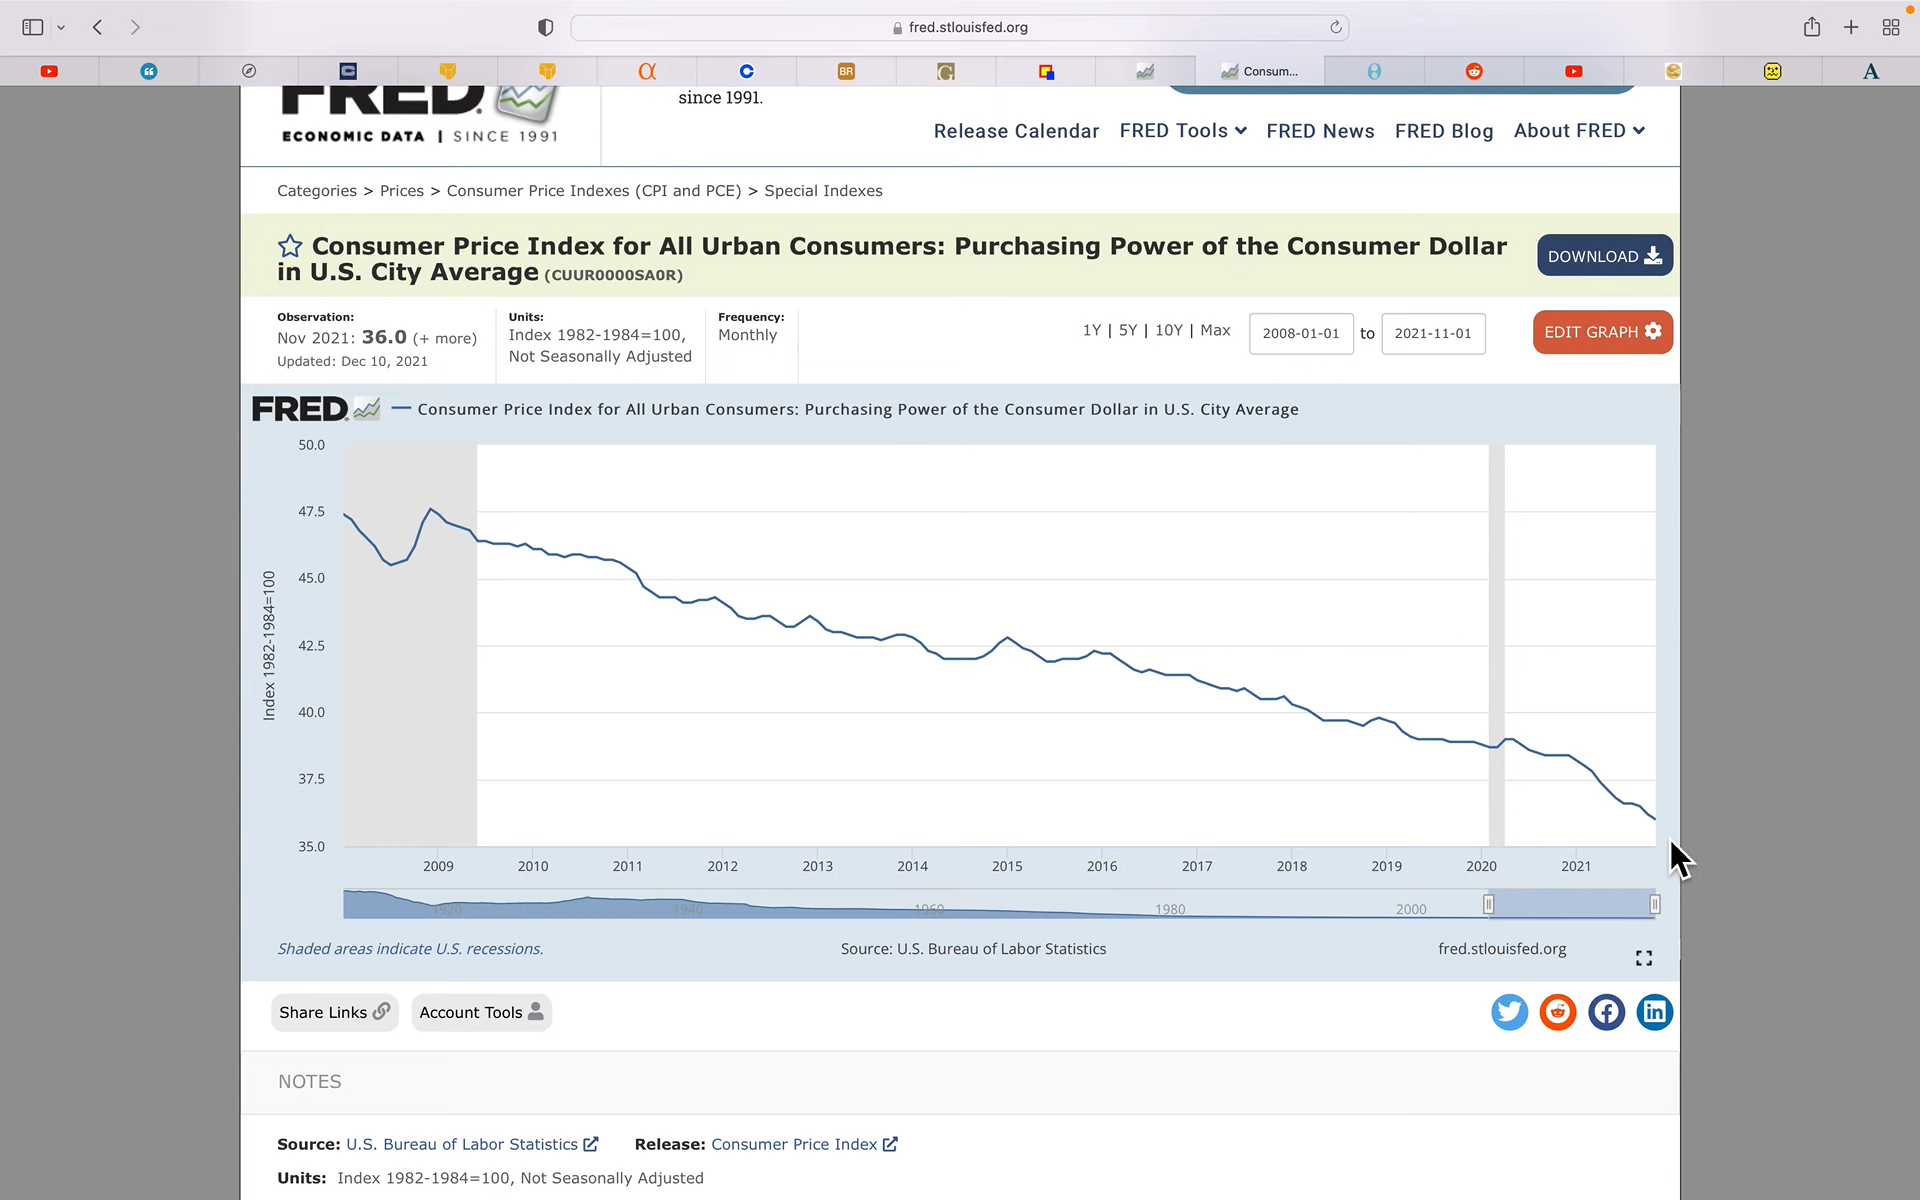 fred.stlouisfed.org
Consum...
BR
G
A
FRED
since 1991.
ECONOMIC DATA | SINCE 1991
Release Calendar FRED Tools FRED News FRED Blog About FRED
Categories > Prices > Consumer Price Indexes (CPI and PCE) > Special Indexes
Consumer Price Index for All Urban Consumers: Purchasing Power of the Consumer Dollar
in U.S. City Average (CUUR0000SA0R)
DOWNLOAD
Observation:
Nov 2021: 36.0 (+ more)
Updated: Dec 10, 2021
Units:
Index 1982-1984=100,
Not Seasonally Adjusted
Frequency:
Monthly
1Y | 5Y | 10Y | Max
2008-01-01 to 2021-11-01
EDIT GRAPH
FRED Consumer Price Index for All Urban Consumers: Purchasing Power of the Consumer Dollar in U.S. City Average
Index 1982-1984=100
50.0
47.5
45.0
42.5
40.0
37.5
35.0
2009 2010 2011 2012 2013 2014 2015 2016 2017 2018 2019 2020 2021
1920 1940 1960 1980 2000
Shaded areas indicate U.S. recessions. Source: U.S. Bureau of Labor Statistics fred.stlouisfed.org
Share Links Account Tools
NOTES
Source: U.S. Bureau of Labor Statistics Release: Consumer Price Index
Units: Index 1982-1984=100, Not Seasonally Adjusted